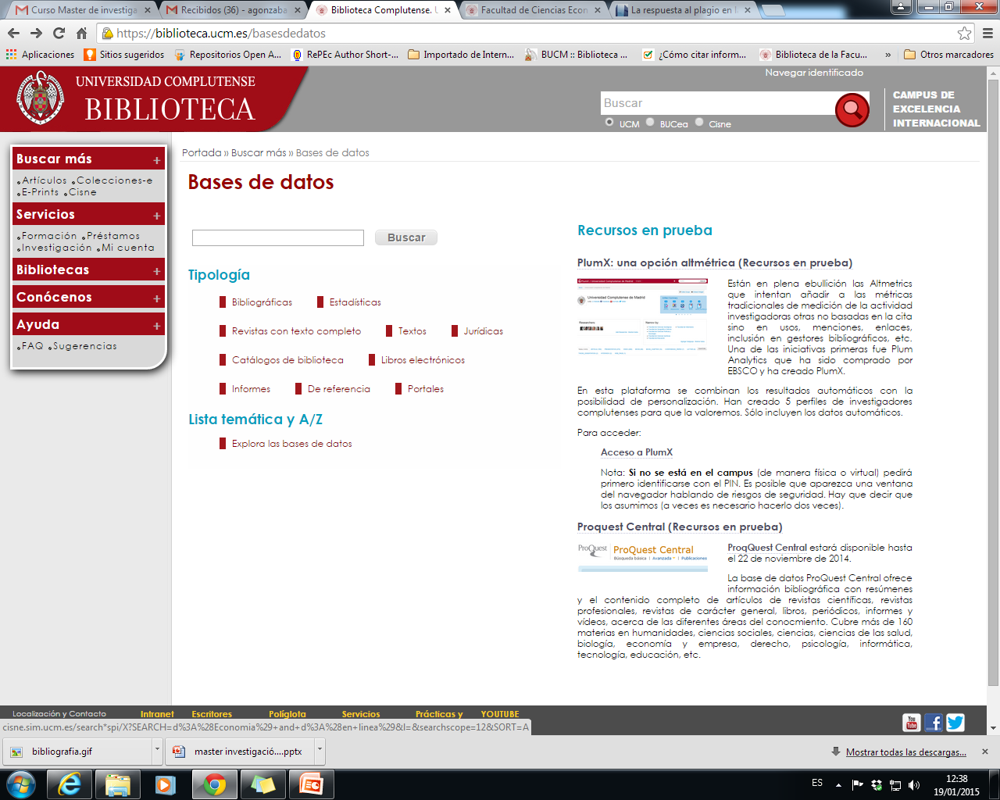 Curso Master de investiga
Recibidos (36) - agonzaba
Biblioteca Complutense. U
Facultad de Ciencias Econ
La respuesta al plagio en l
https://biblioteca.ucm.es/basesdedatos
Aplicaciones
Sitios sugeridos
Repositorios Open A...
RePEc Author Short-...
Importado de Intern...
BUCM :: Biblioteca ...
¿Cómo citar inform...
Biblioteca de la Facu...
»
Otros marcadores
Navegar identificado
UNIVERSIDAD COMPLUTENSE
BIBLIOTECA
Buscar
UCM BUCea Cisne
CAMPUS DE
EXCELENCIA
INTERNACIONAL
Buscar más +
Artículos Colecciones-e
E-Prints Cisne
Servicios +
Formación Préstamos
Investigación Mi cuenta
Bibliotecas +
Conócenos +
Ayuda +
FAQ Sugerencias
Portada » Buscar más » Bases de datos
Bases de datos
Buscar
Tipología
Bibliográficas Estadísticas
Revistas con texto completo Textos Jurídicas
Catálogos de biblioteca Libros electrónicos
Informes De referencia Portales
Lista temática y A/Z
Explora las bases de datos
Recursos en prueba
PlumX: una opción altmétrica (Recursos en prueba)
Universidad Complutense de Madrid
Están en plena ebullición las Altmetrics
que intentan añadir a las métricas
tradicionales de medición de la actividad
investigadoras otras no basadas en la cita
sino en usos, menciones, enlaces,
inclusión en gestores bibliográficos, etc.
Una de las iniciativas primeras fue Plum
Analytics que ha sido comprado por
EBSCO y ha creado PlumX.
En esta plataforma se combinan los resultados automáticos con la
posibilidad de personalización. Han creado 5 perfiles de investigadores
complutenses para que la valoremos. Sólo incluyen los datos automáticos.
Para acceder:
Acceso a PlumX
Nota: Si no se está en el campus (de manera física o virtual) pedirá
primero identificarse con el PIN. Es posible que aparezca una ventana
del navegador hablando de riesgos de seguridad. Hay que decir que
los asumimos (a veces es necesario hacerlo dos veces).
Proquest Central (Recursos en prueba)
ProQuest
ProQuest Central
Búsqueda básica | Avanzada | Publicaciones
ProqQuest Central estará disponible hasta
el 22 de noviembre de 2014.
La base de datos ProQuest Central ofrece
información bibliográfica con resúmenes
y el contenido completo de artículos de revistas científicas, revistas
profesionales, revistas de carácter general, libros, periódicos, informes y
vídeos, acerca de las diferentes áreas del conocmiento. Cubre más de 160
materias en humanidades, ciencias sociales, ciencias, ciencias de las salud,
biología, economía y empresa, derecho, psicología, informática,
tecnología, educación, etc.
Localización y Contacto Intranet Escritores Políglota Servicios Prácticas y YOUTUBE
You Tube
cisne.sim.ucm.es/search*spi/X?SEARCH=d%3A%28Economia%29+and+d%3A%28en+linea%29&l=&searchscope=12&SORT=A
bibliografia.gif
master investigació....pptx
Mostrar todas las descargas...
ES
12:38
19/01/2015